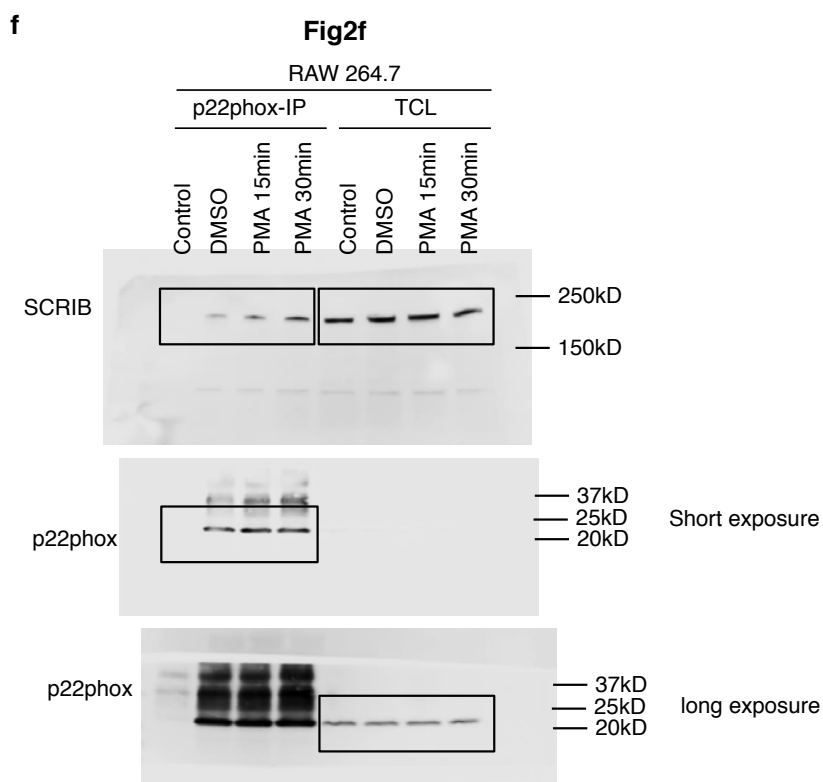 f
Fig2f
RAW 264.7
p22phox-IP TCL
Control DMSO PMA 15min PMA 30min Control DMSO PMA 15min PMA 30min
SCRIB
250kD
150kD
37kD
25kD
20kD
p22phox
Short exposure
p22phox
37kD
25kD
20kD
long exposure